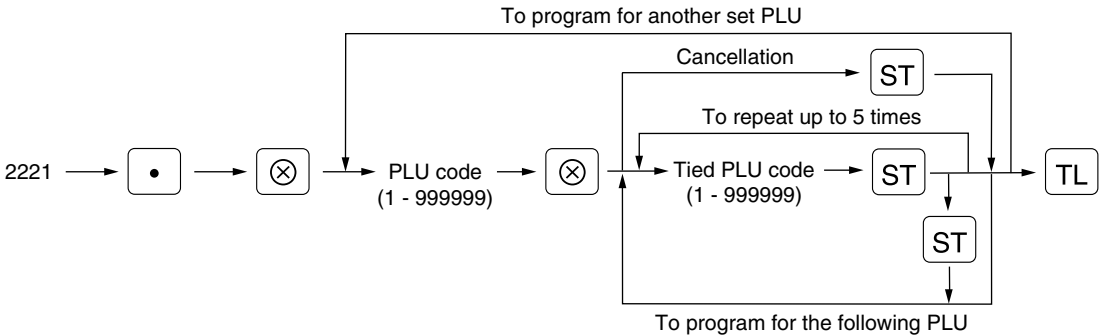 To program for another set PLU
Cancellation
ST
To repeat up to 5 times
2221
•
⊗
PLU code
(1 - 999999)
⊗
Tied PLU code
(1 - 999999)
ST
TL
ST
To program for the following PLU